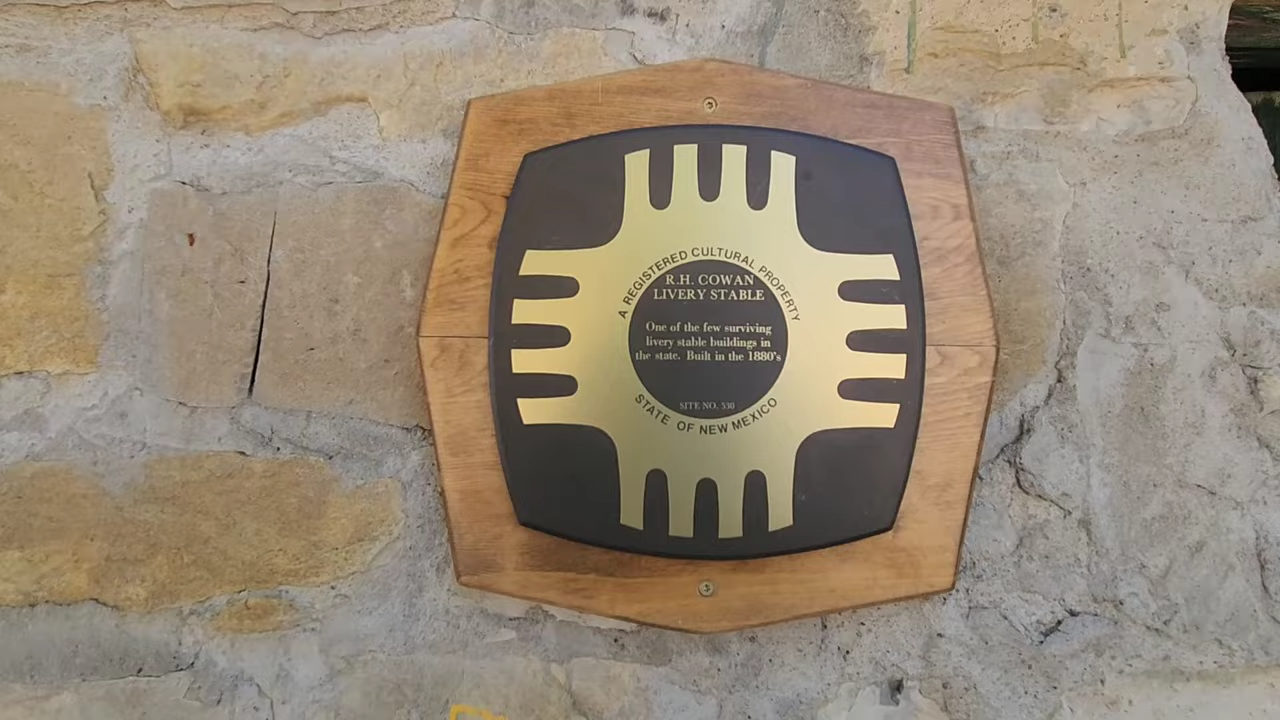 A REGISTERED CULTURAL PROPERTY
R.H. COWAN
LIVERY STABLE
One of the few surviving
livery stable buildings in
the state. Built in the 1880's
SITE NO. 530
STATE OF NEW MEXICO